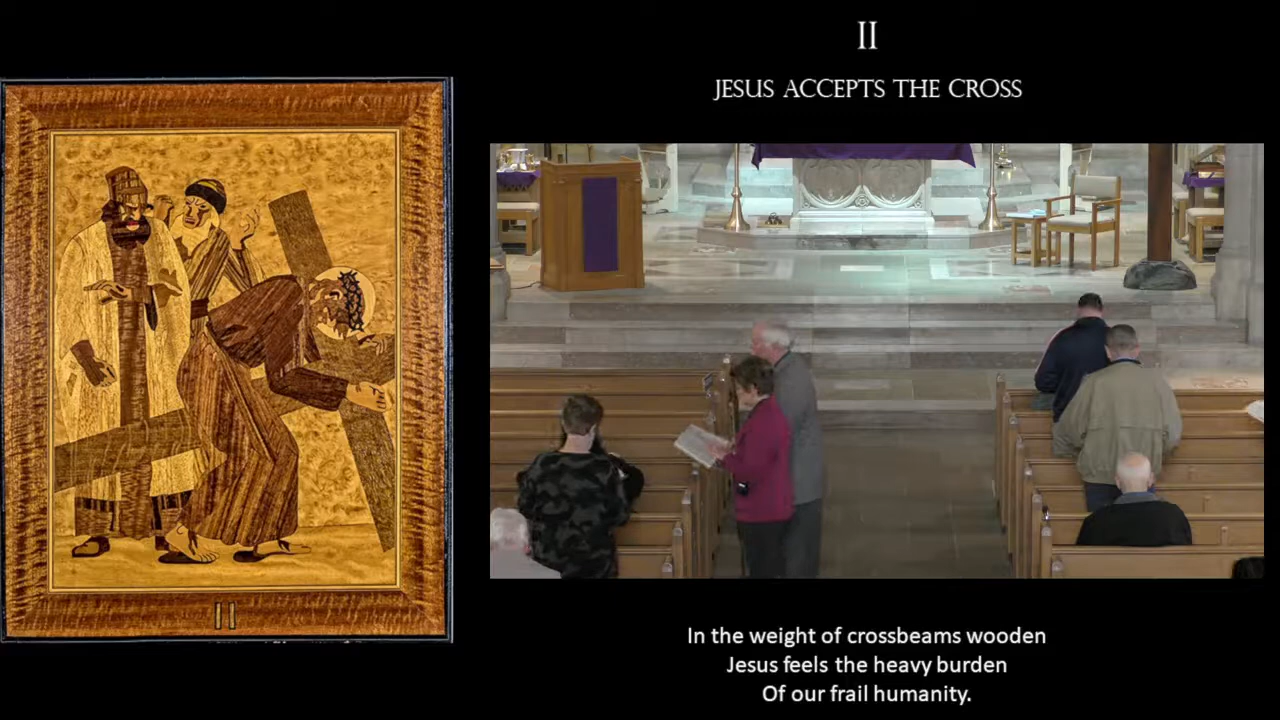 II
JESUS ACCEPTS THE CROSS
II
In the weight of crossbeams wooden
Jesus feels the heavy burden
Of our frail humanity.